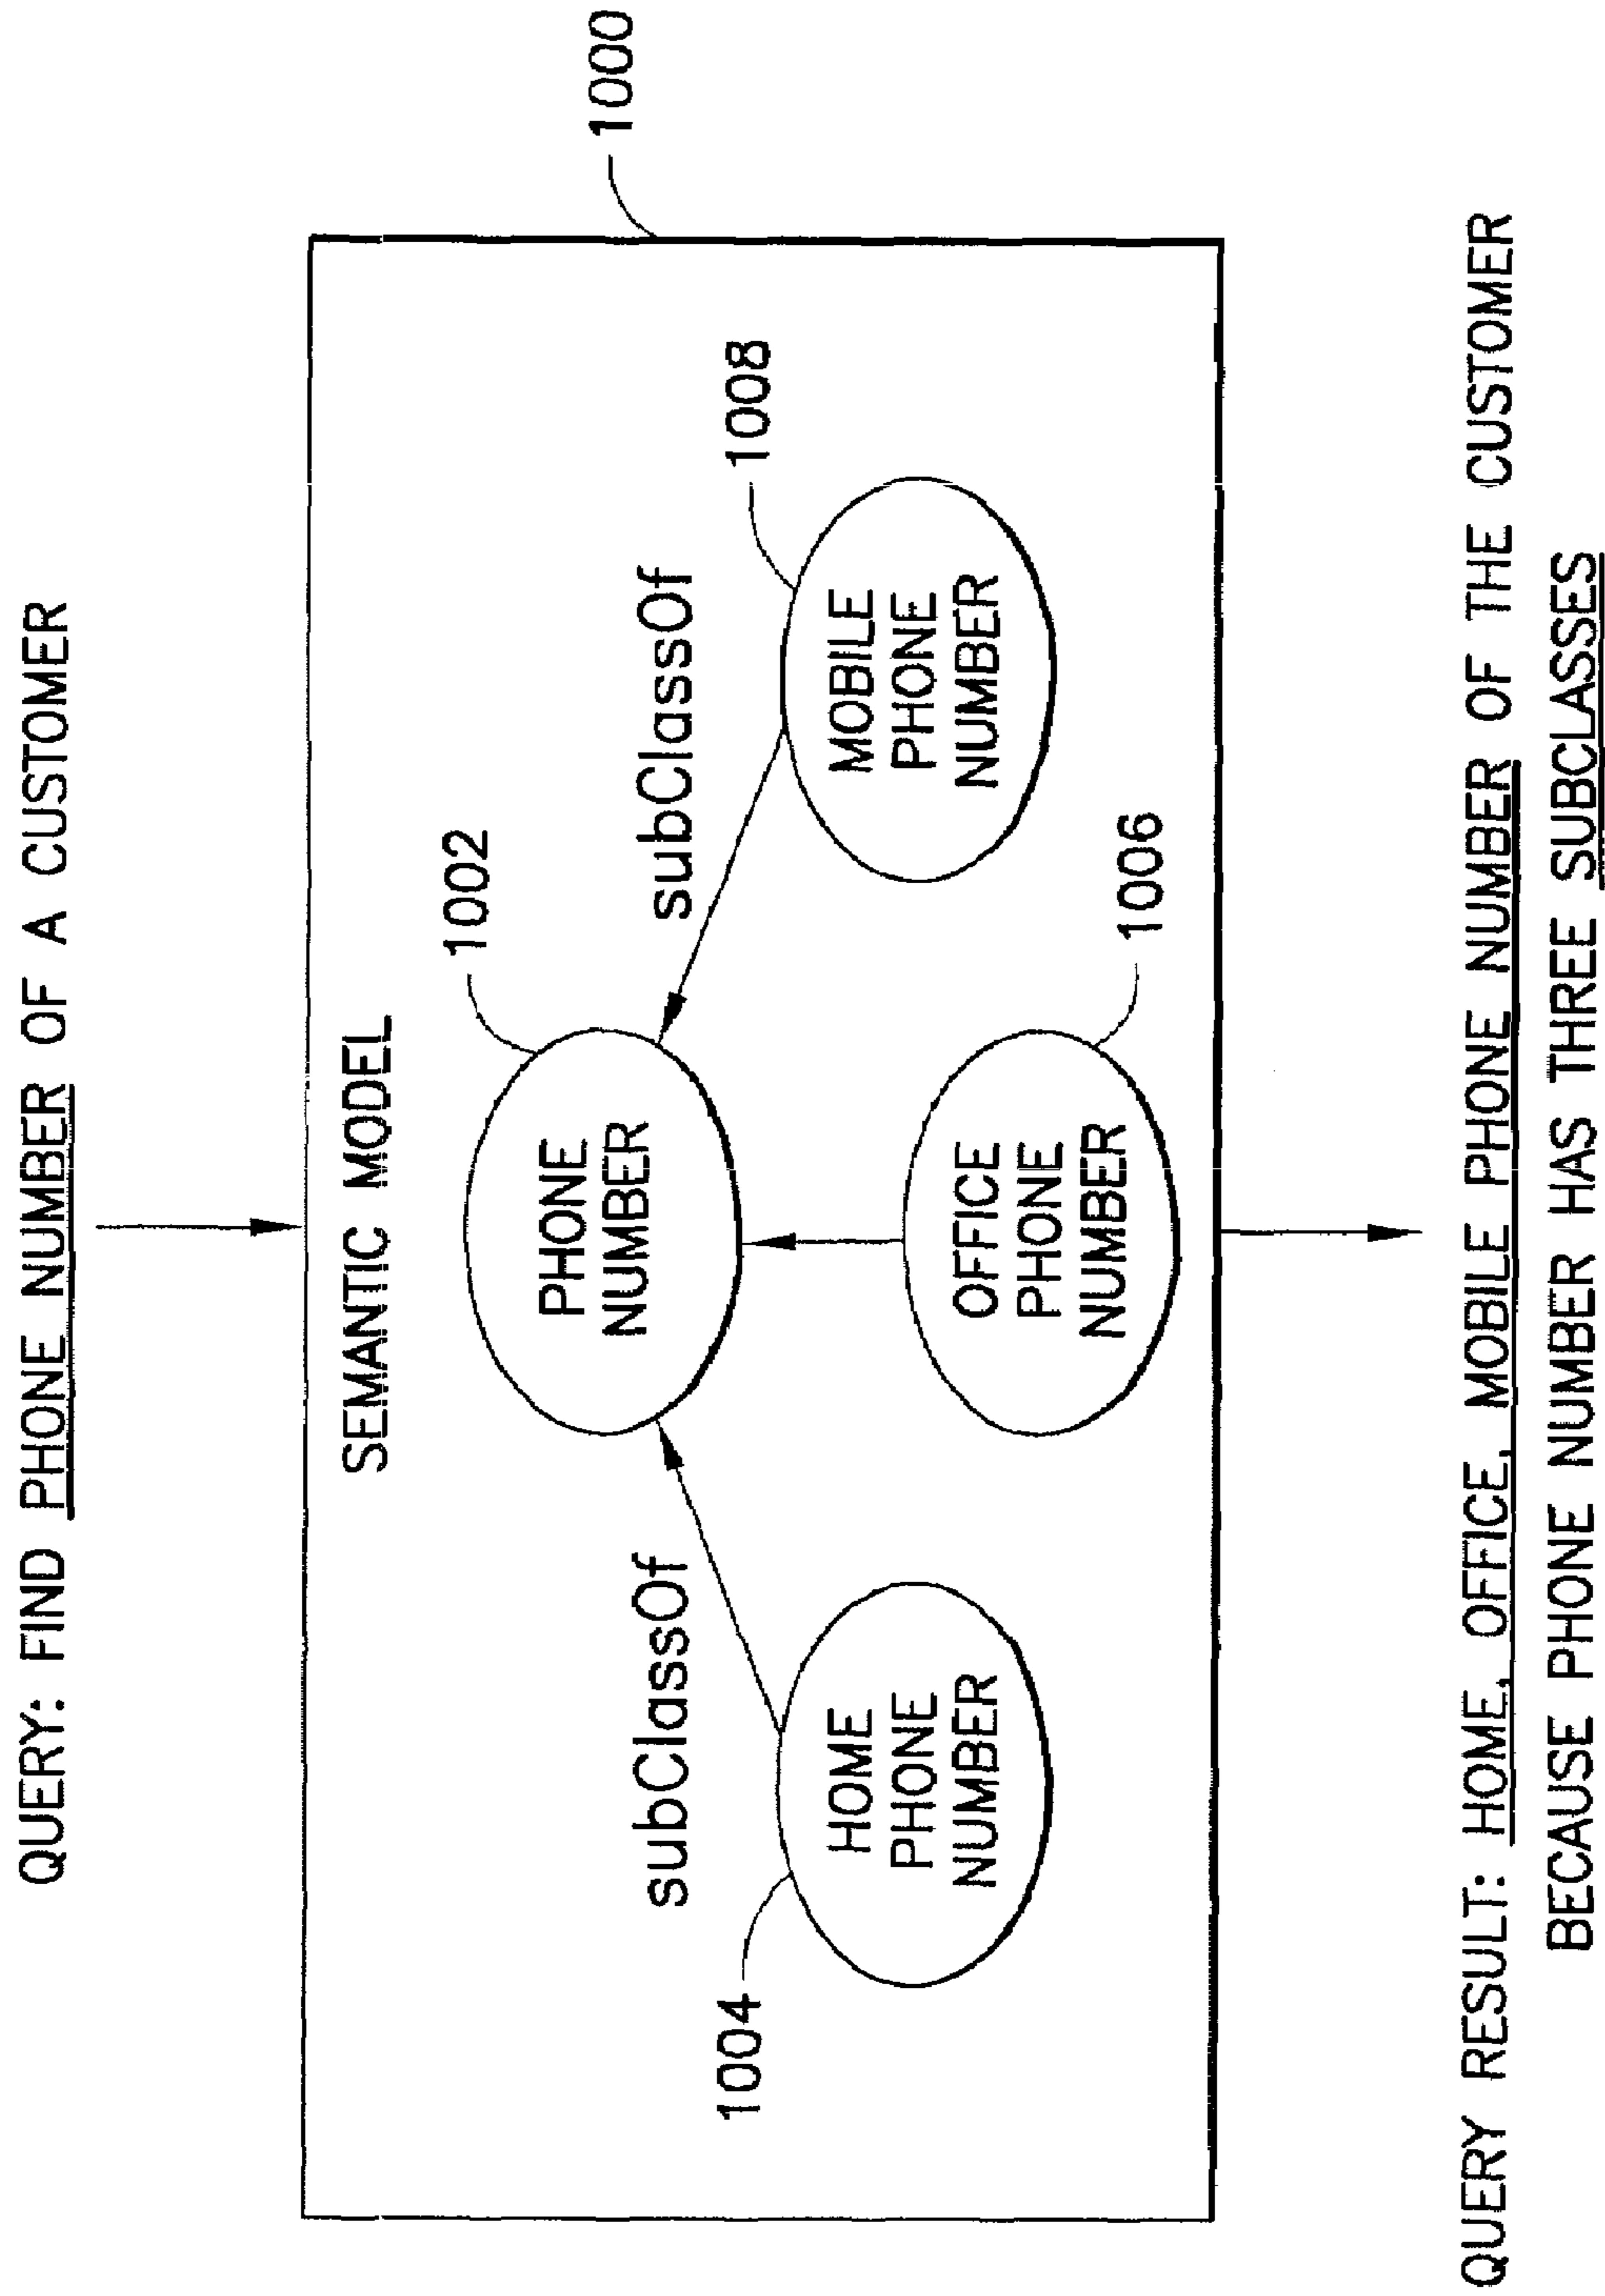 QUERY: FIND PHONE NUMBER OF A CUSTOMER
1000
SEMANTIC MODEL
1002
PHONE
NUMBER
subClassOf
subClassOf
1004
HOME
PHONE
NUMBER
1008
MOBILE
PHONE
NUMBER
1006
OFFICE
PHONE
NUMBER
QUERY RESULT: HOME, OFFICE, MOBILE PHONE NUMBER OF THE CUSTOMER
BECAUSE PHONE NUMBER HAS THREE SUBCLASSES